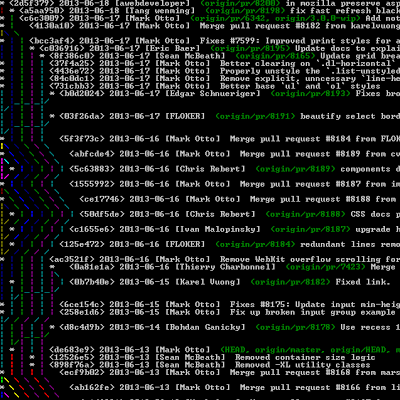 <2d5f379> 2013-06-18 [auebdeveloper] (origin/pr/8200) in mozilla preserve asp
<a5aa950> 2013-06-18 [tang yenming] (origin/pr/8198) fix fast refresh black
<c6c3009> 2013-06-17 [Mark Otto] (origin/pr/6342, origin/3.0.0-wip) Add not
<4130a10> 2013-06-17 [Mark Otto] Merge pull request #8182 from karelvuon
<bcc3af4> 2013-06-17 [Mark Otto] Fixes #7599: Improved print styles for a
<c036916> 2013-06-17 [Eric Baer] (origin/pr/8195) Update docs to explai
<8f386c0> 2013-06-17 [Sean McBeath] (origin/pr/8165) Update grid brea
<37f4a25> 2013-06-17 [Mark Otto] Better clearing on '.dl-horizontal'
<4436e72> 2013-06-17 [Mark Otto] Properly unstyle the '.list-unstyled
<04e0dc1> 2013-06-17 [Mark Otto] Remove explicit, unncessary 'line-he
<731cbb3> 2013-06-17 [Mark Otto] Better base 'ul' and 'ol' styles
<b0d2024> 2013-06-17 [Edgar Schnueriger] (origin/pr/8193) Fixes bro
<03f26da> 2013-06-17 [FLOKER] (origin/pr/8191) beautify select bord
<5f3f73c> 2013-06-16 [Mark Otto] Merge pull request #8184 from FLOK
<abfcde4> 2013-06-16 [Mark Otto] Merge pull request #8189 from cv
<5c63883> 2013-06-16 [Chris Rebert] (origin/pr/8189) components d
<1555992> 2013-06-16 [Mark Otto] Merge pull request #8187 from im
<ce17746> 2013-06-16 [Mark Otto] Merge pull request #8188 from
<50df5de> 2013-06-16 [Chris Rebert] (origin/pr/8188) CSS docs p
<c1655e6> 2013-06-16 [Ivan Malopinsky] (origin/pr/8187) upgrade h
<125e472> 2013-06-16 [FLOKER] (origin/pr/8184) redundant lines remo
<ac3521f> 2013-06-16 [Mark Otto] Remove WebKit overflow scrolling for
<0a81e1a> 2013-06-16 [Thierry Charbonnel] (origin/pr/7423) Merge
<0b7b40e> 2013-06-15 [Karel Vuong] (origin/pr/8182) Fixed link.
<6ce154c> 2013-06-15 [Mark Otto] Fixes #8175: Update input min-heig
<258e1d6> 2013-06-15 [Mark Otto] Fix up broken input group example
<d8c4d9b> 2013-06-14 [Bohdan Ganicky] (origin/pr/8178) Use recess i
<de683e9> 2013-06-13 [Mark Otto] (HEAD, origin/master, origin/HEAD, m
<12526e5> 2013-06-13 [Sean McBeath] Removed container size logic
<898f76a> 2013-06-13 [Sean McBeath] Removed -XL utility classes
<ecf9b02> 2013-06-13 [Mark Otto] Merge pull request #8168 from mars
<ab162fe> 2013-06-13 [Mark Otto] Merge pull request #8166 from li